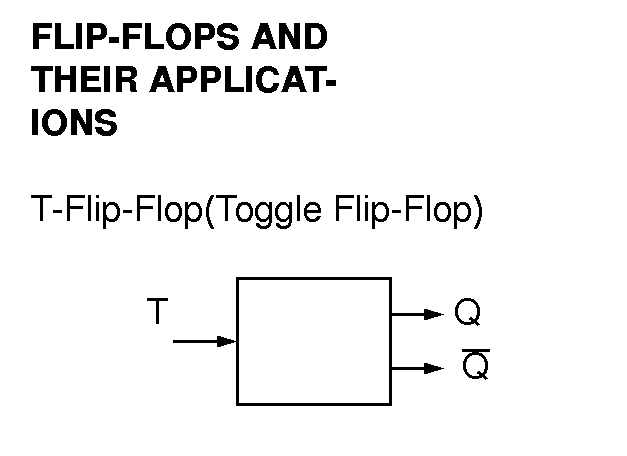 FLIP-FLOPS AND
THEIR APPLICAT-
IONS
T-Flip-Flop(Toggle Flip-Flop)
T
Q
Q̅